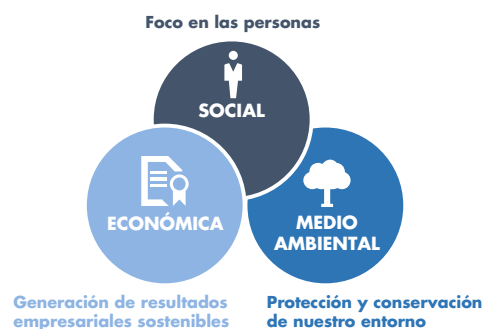 Foco en las personas
SOCIAL
ECONÓMICA
MEDIO
AMBIENTAL
Generación de resultados
empresariales sostenibles
Protección y conservación
de nuestro entorno